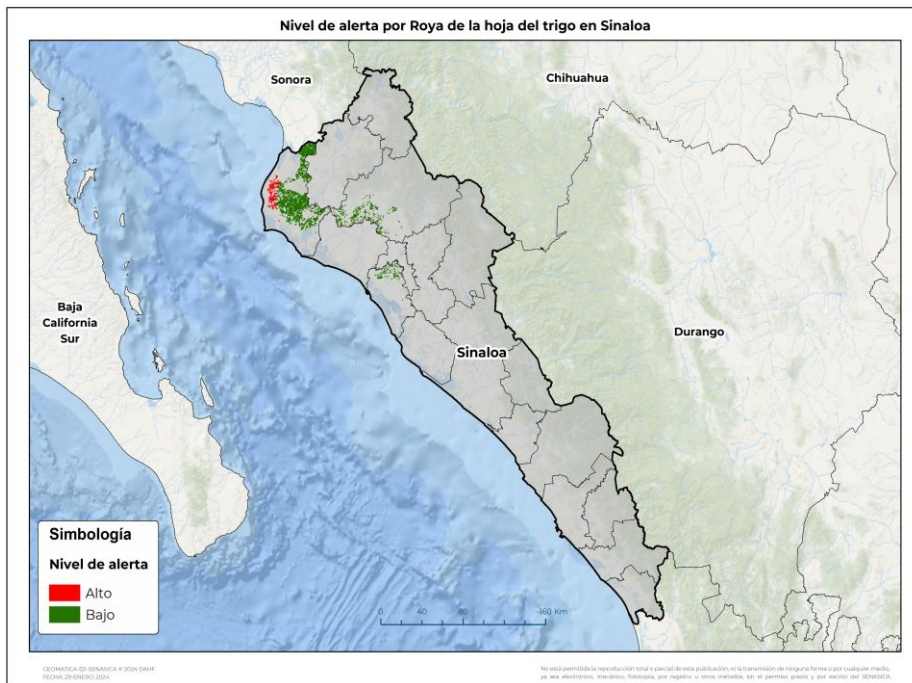 Nivel de alerta por Roya de la hoja del trigo en Sinaloa
Sonora
Chihuahua
Baja
California
Sur
Sinaloa
Durango
Simbología
Nivel de alerta
Alto
Bajo
0 40 80 160 Km
GEOMATICA-DJ-SENASICA © 2024 DAHF
FECHA: 29-ENERO-2024
No está permitida la reproducción total o parcial de esta publicación, ni la transmisión de ninguna forma o por cualquier medio,
ya sea electrónico, mecánico, fotocopia, por registro u otros métodos, sin el permiso previo y por escrito del SENASICA.